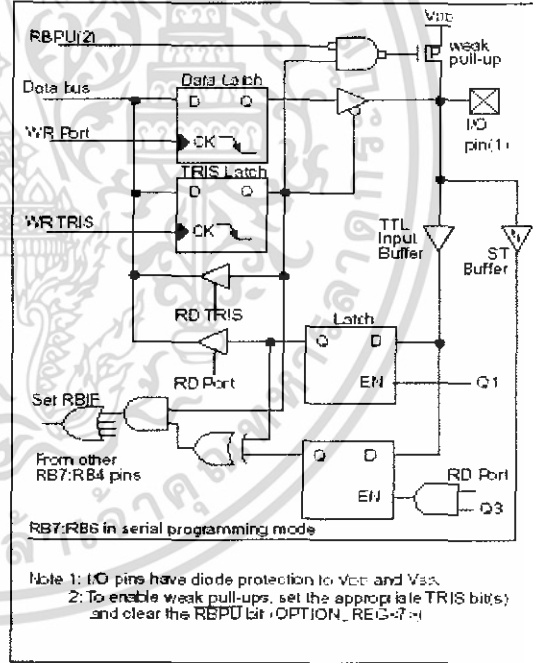 VDD
RBPU(2)
weak
pull-up
Data bus
Data Latch
D Q
WR Port
CK
I/O
pin(1)
TRIS Latch
D Q
WR TRIS
CK
TTL
Input
Buffer
ST
Buffer
RD TRIS
Latch
Q D
RD Port
EN
Q1
Set RBIF
From other
RB7:RB4 pins
Q D
RD Port
EN
Q3
RB7:RB6 in serial programming mode
Note 1: I/O pins have diode protection to VDD and VSS.
2: To enable weak pull-ups, set the appropriate TRIS bit(s)
and clear the RBPU bit (OPTION_REG<7>)